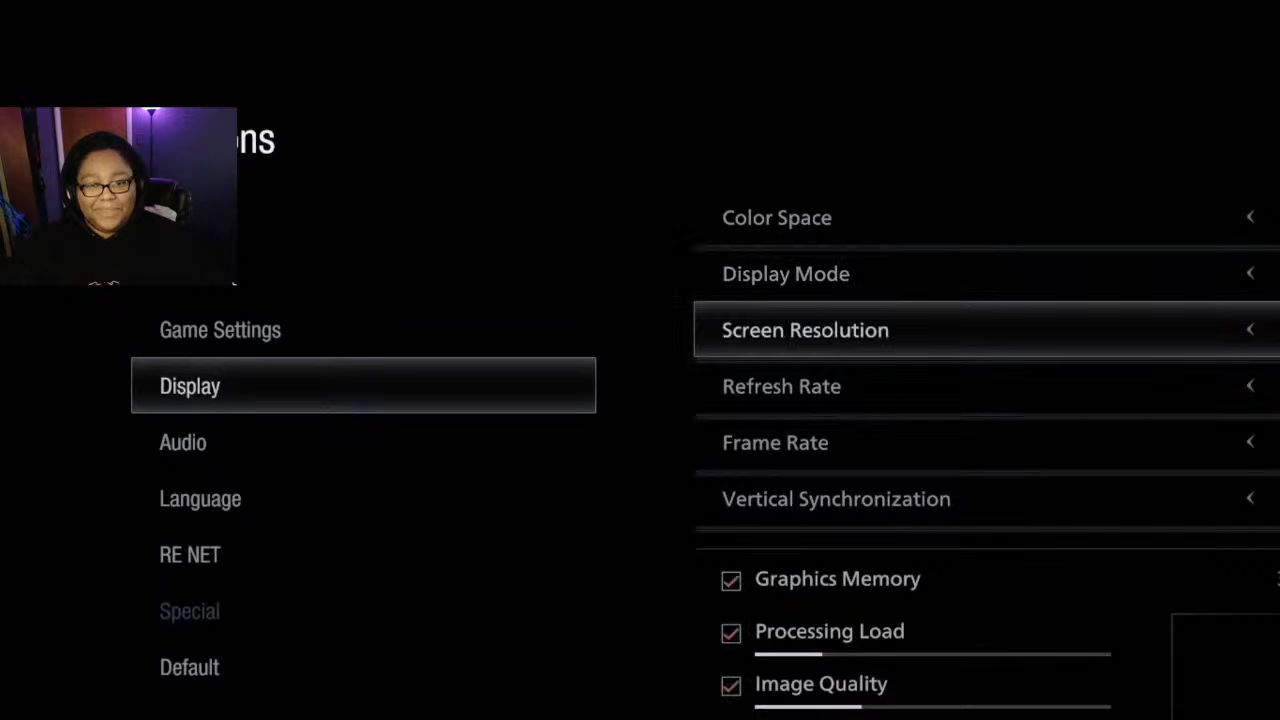 ons
Game Settings
Display
Audio
Language
RE NET
Special
Default
Color Space
Display Mode
Screen Resolution
Refresh Rate
Frame Rate
Vertical Synchronization
Graphics Memory
Processing Load
Image Quality